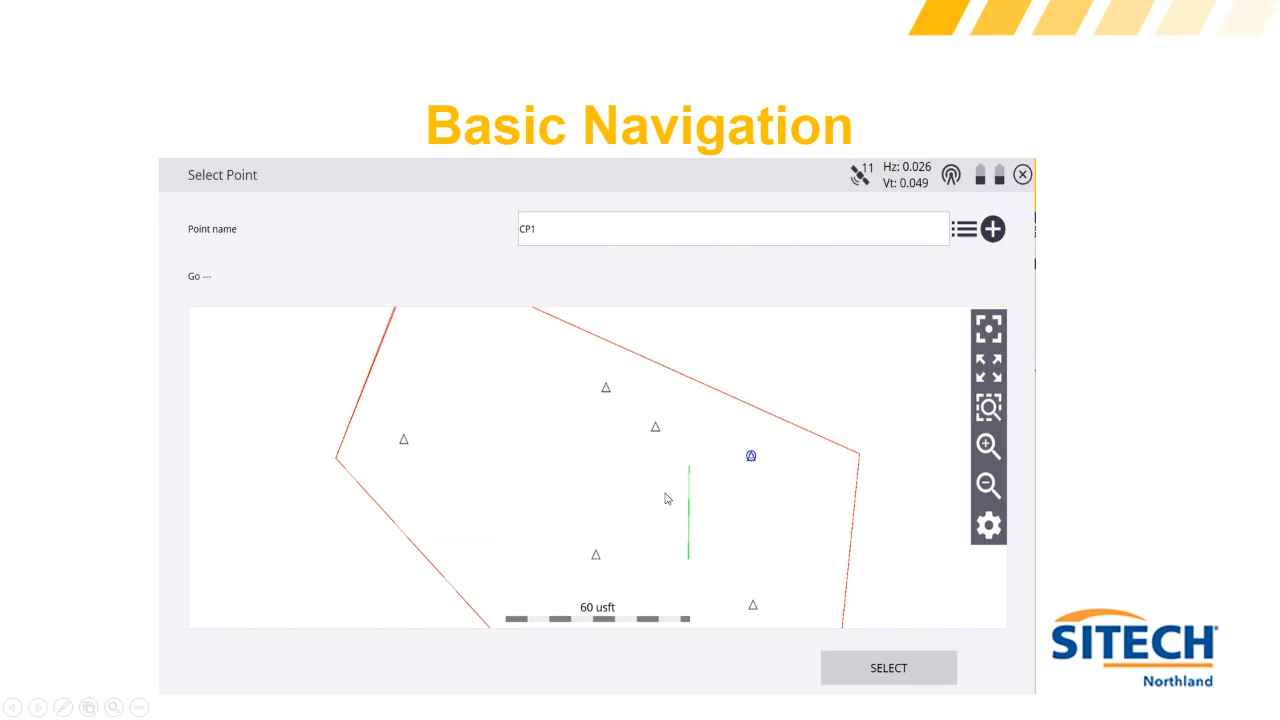 Basic Navigation
Select Point
11
Hz: 0.026
Vt: 0.049
Point name
CP1
Go ---
60 usft
SELECT
SITECH
Northland